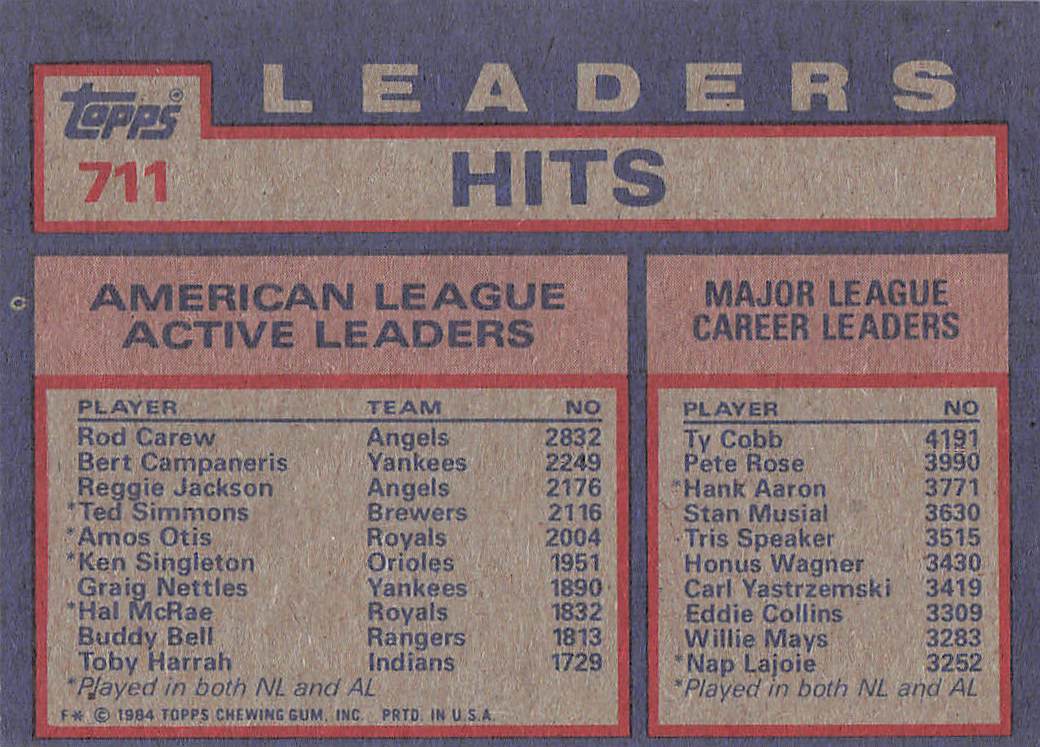 LEADERS
Topps®
711
HITS
AMERICAN LEAGUE
ACTIVE LEADERS
PLAYER TEAM NO
Rod Carew Angels 2832
Bert Campaneris Yankees 2249
Reggie Jackson Angels 2176
*Ted Simmons Brewers 2116
*Amos Otis Royals 2004
*Ken Singleton Orioles 1951
Graig Nettles Yankees 1890
*Hal McRae Royals 1832
Buddy Bell Rangers 1813
Toby Harrah Indians 1729
*Played in both NL and AL
F* © 1984 TOPPS CHEWING GUM, INC. PRTD. IN U.S.A.
MAJOR LEAGUE
CAREER LEADERS
PLAYER NO
Ty Cobb 4191
Pete Rose 3990
*Hank Aaron 3771
Stan Musial 3630
Tris Speaker 3515
Honus Wagner 3430
Carl Yastrzemski 3419
Eddie Collins 3309
Willie Mays 3283
*Nap Lajoie 3252
*Played in both NL and AL